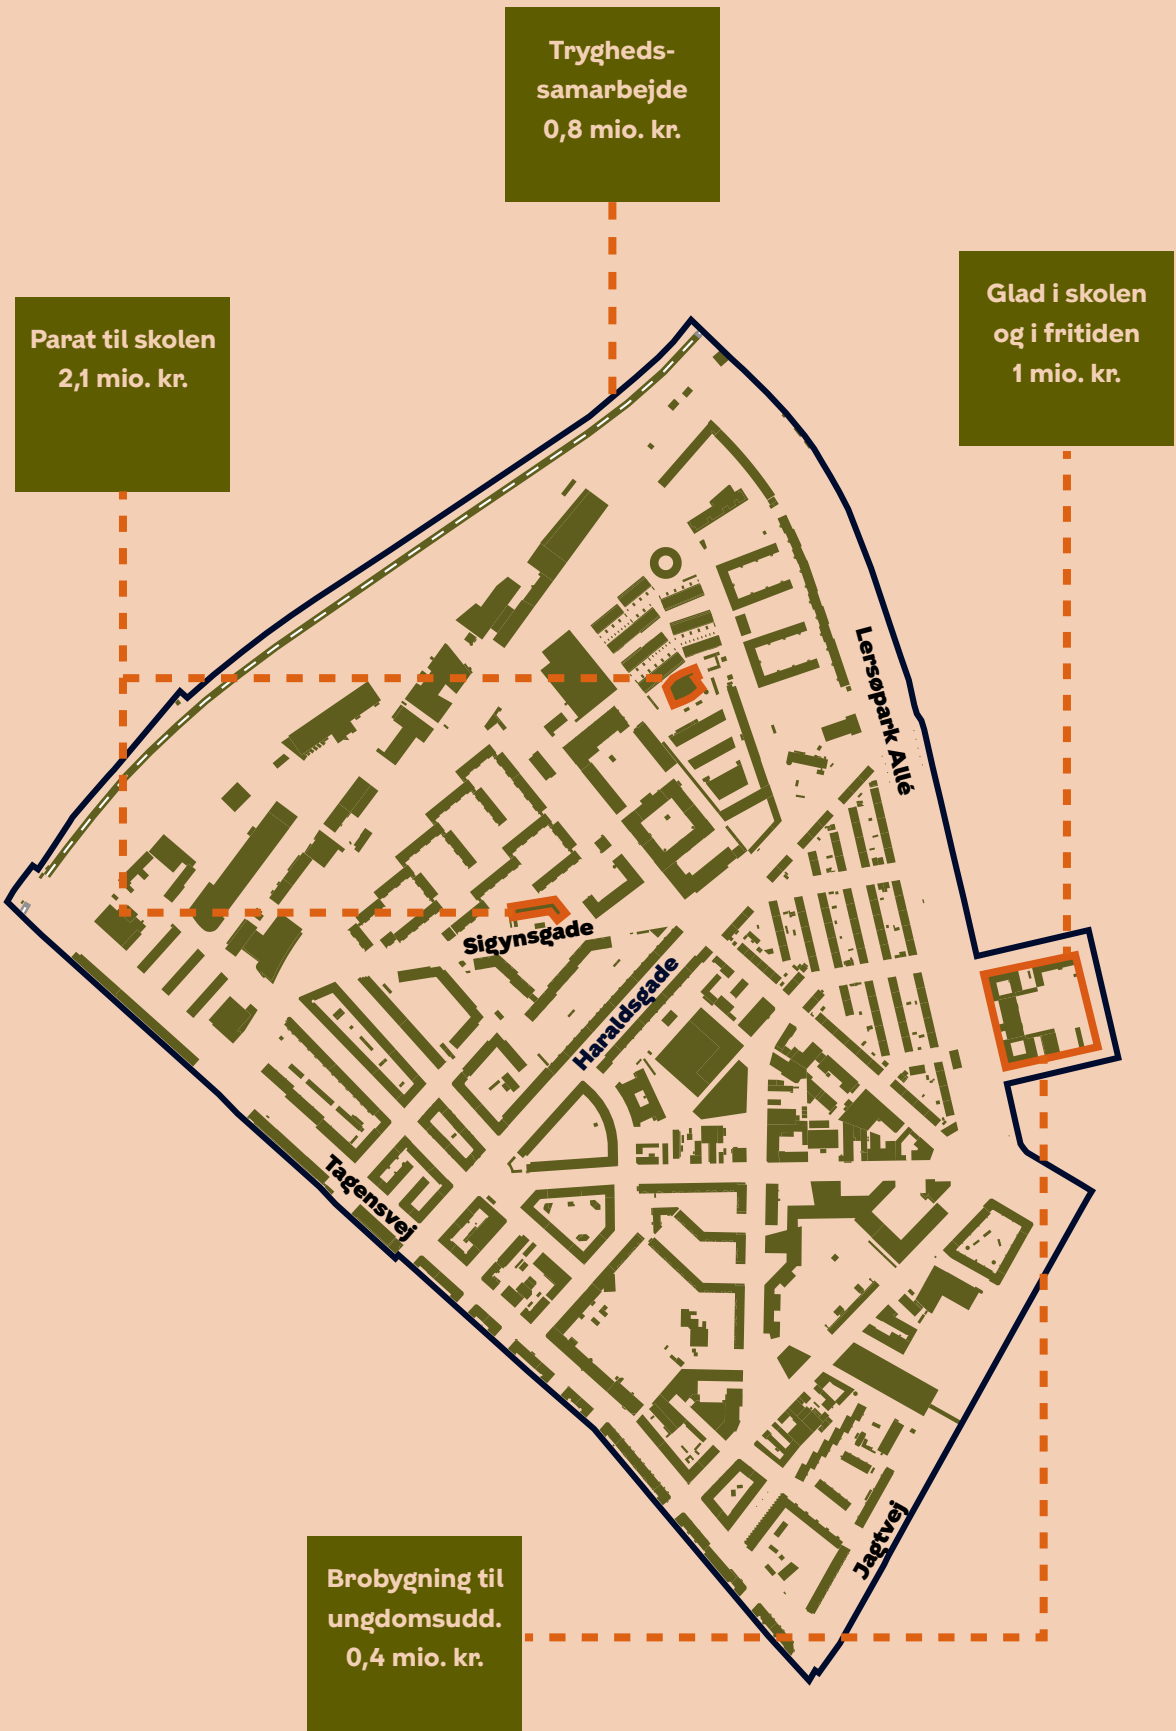 Trygheds-
samarbejde
0,8 mio. kr.
Glad i skolen
og i fritiden
1 mio. kr.
Parat til skolen
2,1 mio. kr.
Lersøpark Allé
Sigynsgade
Haraldsgade
Tagensvej
Jagtvej
Brobygning til
ungdomsudd.
0,4 mio. kr.